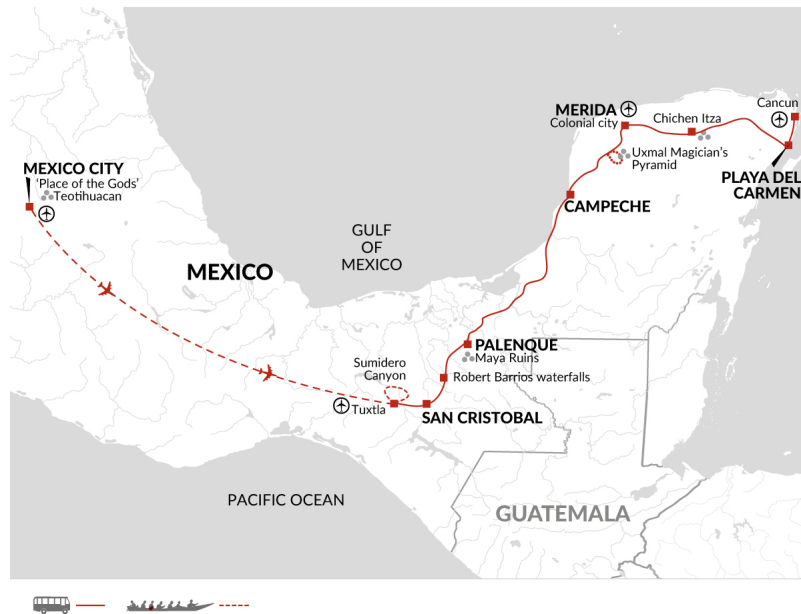 MEXICO CITY
'Place of the Gods'
Teotihuacan
MEXICO
GULF
OF
MEXICO
MERIDA
Colonial city
Chichen Itza
Cancun
Uxmal Magician's
Pyramid
PLAYA DEL
CARMEN
CAMPECHE
PALENQUE
Maya Ruins
Sumidero
Canyon
Robert Barrios waterfalls
Tuxtla
SAN CRISTOBAL
PACIFIC OCEAN
GUATEMALA